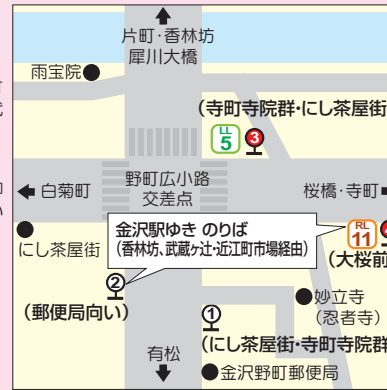 片町・香林坊
犀川大橋
雨宝院
(寺町寺院群・にし茶屋街
LL
5
3
白菊町
野町広小路
交差点
桜橋・寺町
にし茶屋街
金沢駅ゆき のりば
(香林坊、武蔵ヶ辻・近江町市場経由)
RL
11
(大桜前
2
(郵便局向い)
妙立寺
(忍者寺)
1
(にし茶屋街・寺町寺院群
有松
金沢野町郵便局